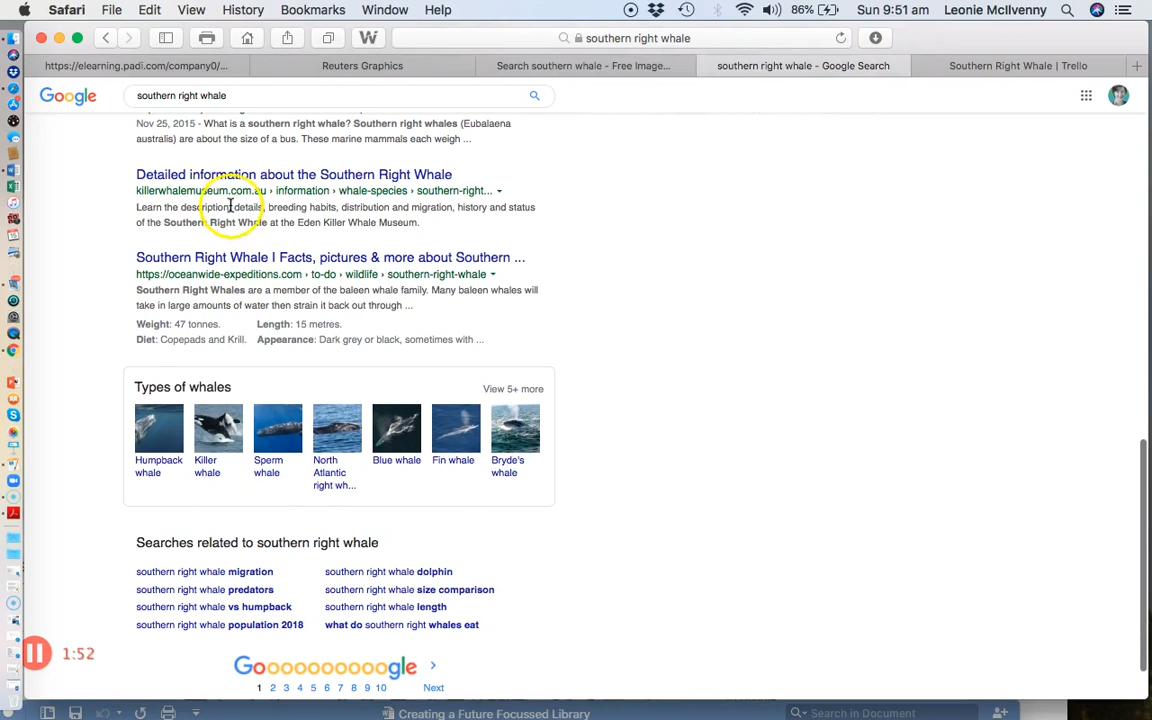 Safari File Edit View History Bookmarks Window Help 86% Sun 9:51 am Leonie McIlvenny
W southern right whale
https://elearning.padi.com/company0/... Reuters Graphics Search southern whale - Free Image... southern right whale - Google Search Southern Right Whale | Trello
Google southern right whale
Nov 25, 2015 - What is a southern right whale? Southern right whales (Eubalaena
australis) are about the size of a bus. These marine mammals each weigh ...
Detailed information about the Southern Right Whale
killerwhalemuseum.com.au › information › whale-species › southern-right...
Learn the description, details, breeding habits, distribution and migration, history and status
of the Southern Right Whale at the Eden Killer Whale Museum.
Southern Right Whale I Facts, pictures & more about Southern ...
https://oceanwide-expeditions.com › to-do › wildlife › southern-right-whale
Southern Right Whales are a member of the baleen whale family. Many baleen whales will
take in large amounts of water then strain it back out through ...
Weight: 47 tonnes. Length: 15 metres.
Diet: Copepads and Krill. Appearance: Dark grey or black, sometimes with ...
Types of whales View 5+ more
Humpback whale
Killer whale
Sperm whale
North Atlantic right wh...
Blue whale
Fin whale
Bryde's whale
Searches related to southern right whale
southern right whale migration southern right whale dolphin
southern right whale predators southern right whale size comparison
southern right whale vs humpback southern right whale length
southern right whale population 2018 what do southern right whales eat
1:52
Goooooooooogle
1 2 3 4 5 6 7 8 9 10 Next
Creating a Future Focussed Library Search in Document